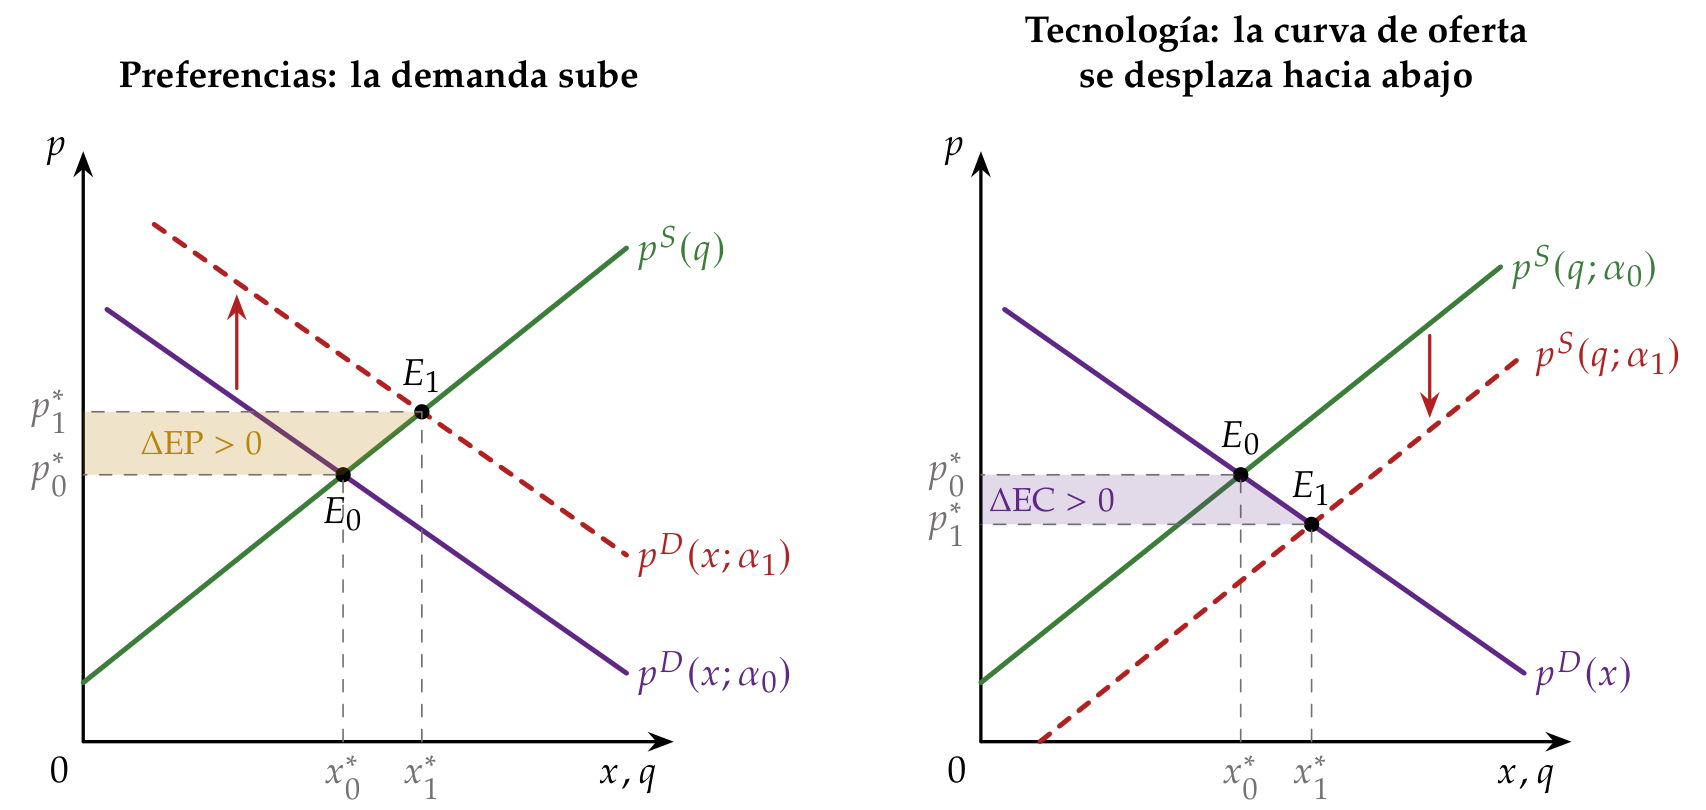 Preferencias: la demanda sube
p
p^S(q)
E_1
p_1^*
ΔEP > 0
p_0^*
E_0
p^D(x; α_1)
p^D(x; α_0)
0
x_0^*
x_1^*
x, q
Tecnología: la curva de oferta
se desplaza hacia abajo
p
p^S(q; α_0)
p^S(q; α_1)
E_0
p_0^*
E_1
ΔEC > 0
p_1^*
p^D(x)
0
x_0^*
x_1^*
x, q